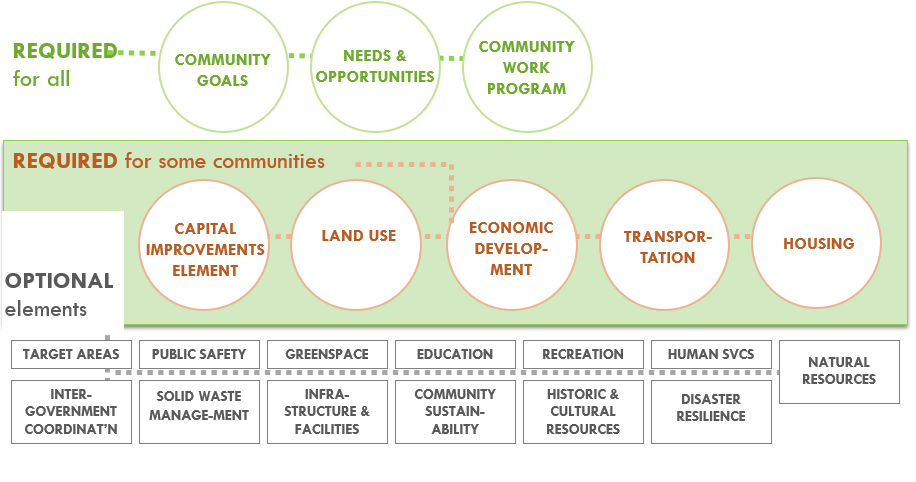 REQUIRED
for all
COMMUNITY
GOALS
NEEDS &
OPPORTUNITIES
COMMUNITY
WORK
PROGRAM
REQUIRED for some communities
CAPITAL
IMPROVEMENTS
ELEMENT
LAND USE
ECONOMIC
DEVELOP-
MENT
TRANSPOR-
TATION
HOUSING
OPTIONAL
elements
TARGET AREAS
PUBLIC SAFETY
GREENSPACE
EDUCATION
RECREATION
HUMAN SVCS
NATURAL
RESOURCES
INTER-
GOVERNMENT
COORDINAT'N
SOLID WASTE
MANAGE-MENT
INFRA-
STRUCTURE &
FACILITIES
COMMUNITY
SUSTAIN-
ABILITY
HISTORIC &
CULTURAL
RESOURCES
DISASTER
RESILIENCE